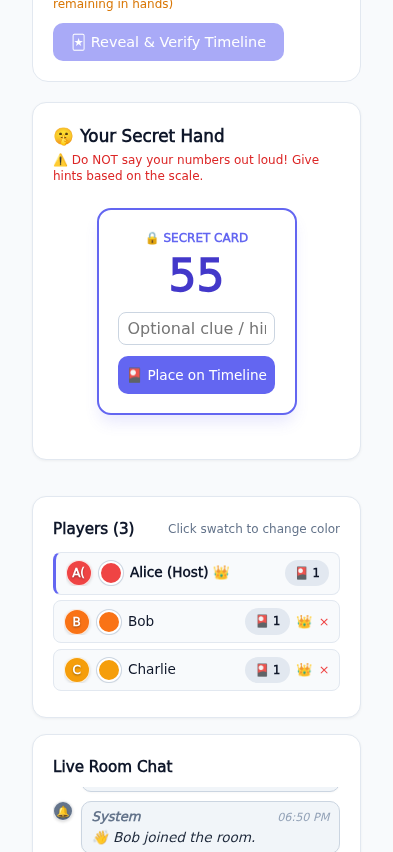 remaining in hands)
🃏 Reveal & Verify Timeline
🤫 Your Secret Hand
⚠️ Do NOT say your numbers out loud! Give
hints based on the scale.
🔒 SECRET CARD
55
Optional clue / hi
🎴 Place on Timeline
Players (3)
Click swatch to change color
A( Alice (Host) 👑 🎴 1
B Bob 🎴 1 👑 ×
C Charlie 🎴 1 👑 ×
Live Room Chat
System 06:50 PM
👋 Bob joined the room.